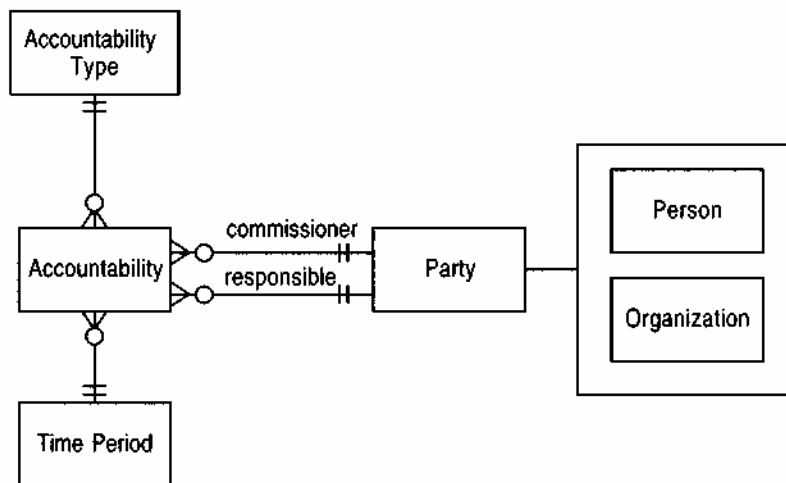 Accountability
Type
commissioner
Person
Accountability
Party
responsible
Organization
Time Period